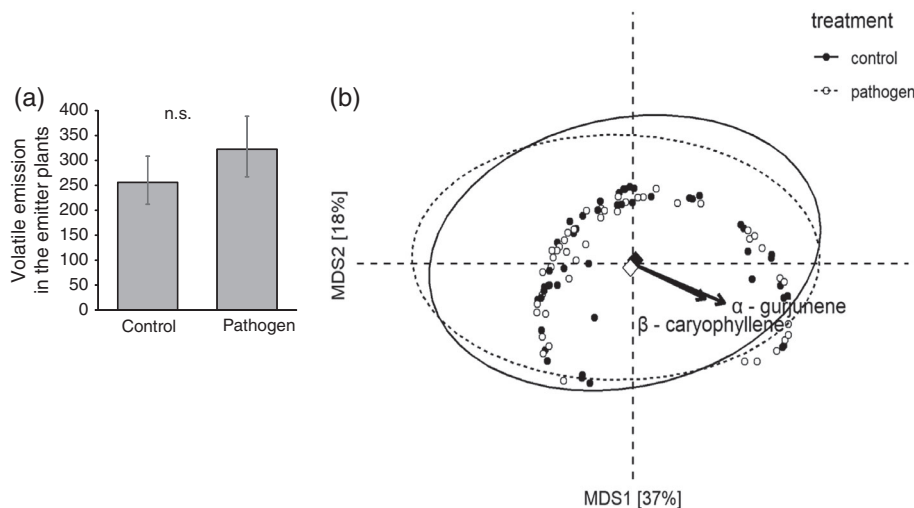 (a)
n.s.
Volatile emission
in the emitter plants
400
350
300
250
200
150
100
50
0
Control
Pathogen
(b)
treatment
control
pathogen
MDS2 [18%]
α - gurjunene
β - caryophyllene
MDS1 [37%]